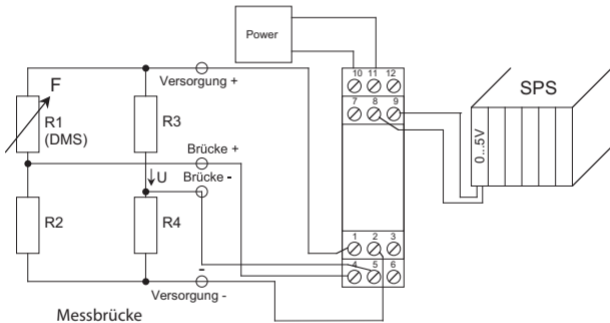 Power
10 11 12
Versorgung +
7 8 9
SPS
F
R1
(DMS)
R3
0...5V
Brücke +
U
Brücke -
R2
R4
1 2 3
4 5 6
-
Versorgung -
Messbrücke